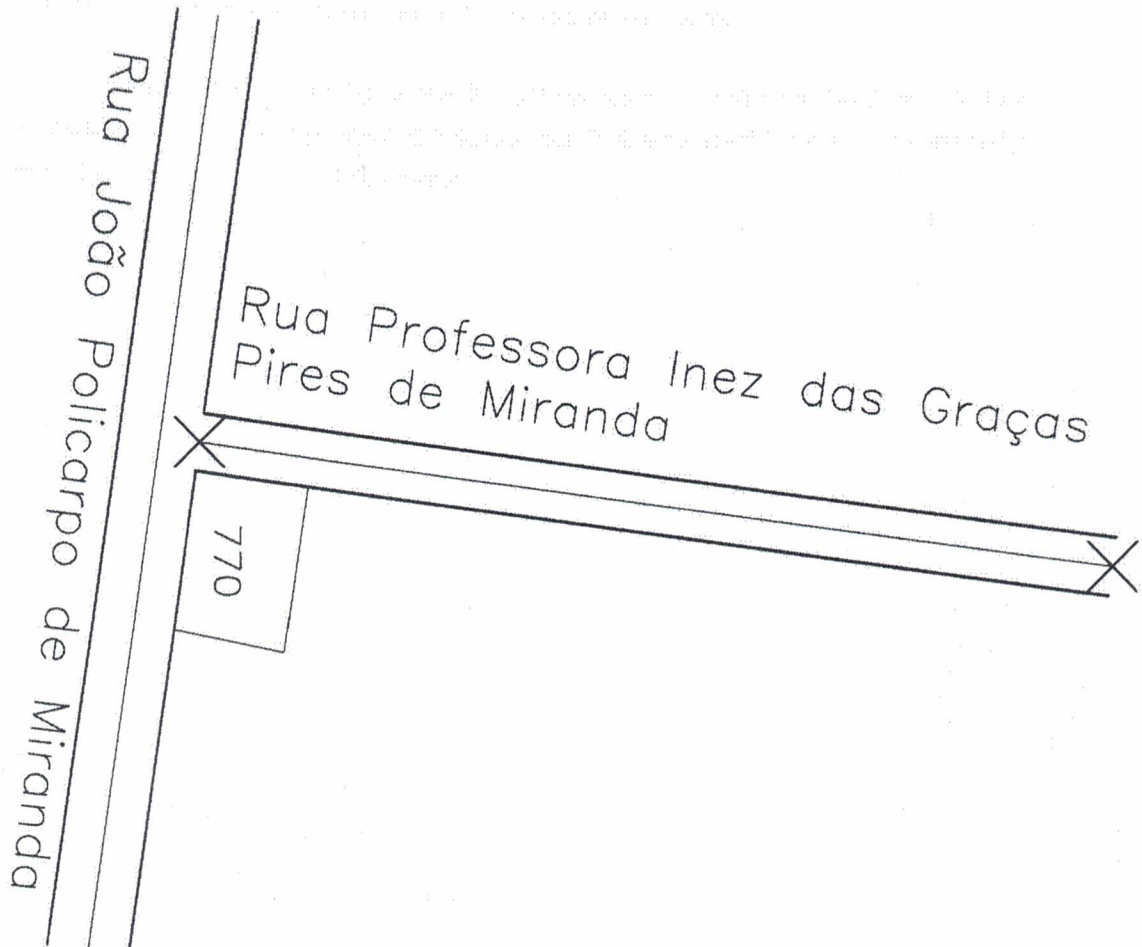 Rua João Policarpo de Miranda
Rua Professora Inez das Graças
Pires de Miranda
770